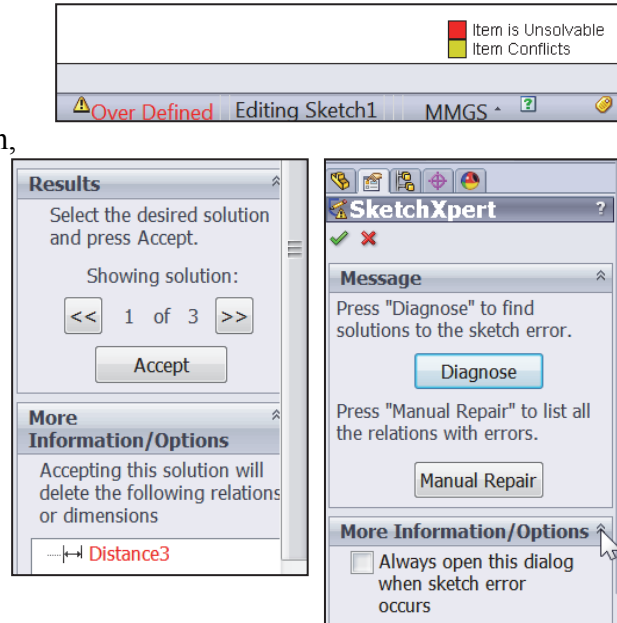 Item is Unsolvable
Item Conflicts
Over Defined Editing Sketch1 MMGS
n,
Results
Select the desired solution
and press Accept.
Showing solution:
<< 1 of 3 >>
Accept
More
Information/Options
Accepting this solution will
delete the following relations
or dimensions
Distance3
SketchXpert ?
Message
Press "Diagnose" to find
solutions to the sketch error.
Diagnose
Press "Manual Repair" to list all
the relations with errors.
Manual Repair
More Information/Options
Always open this dialog
when sketch error
occurs